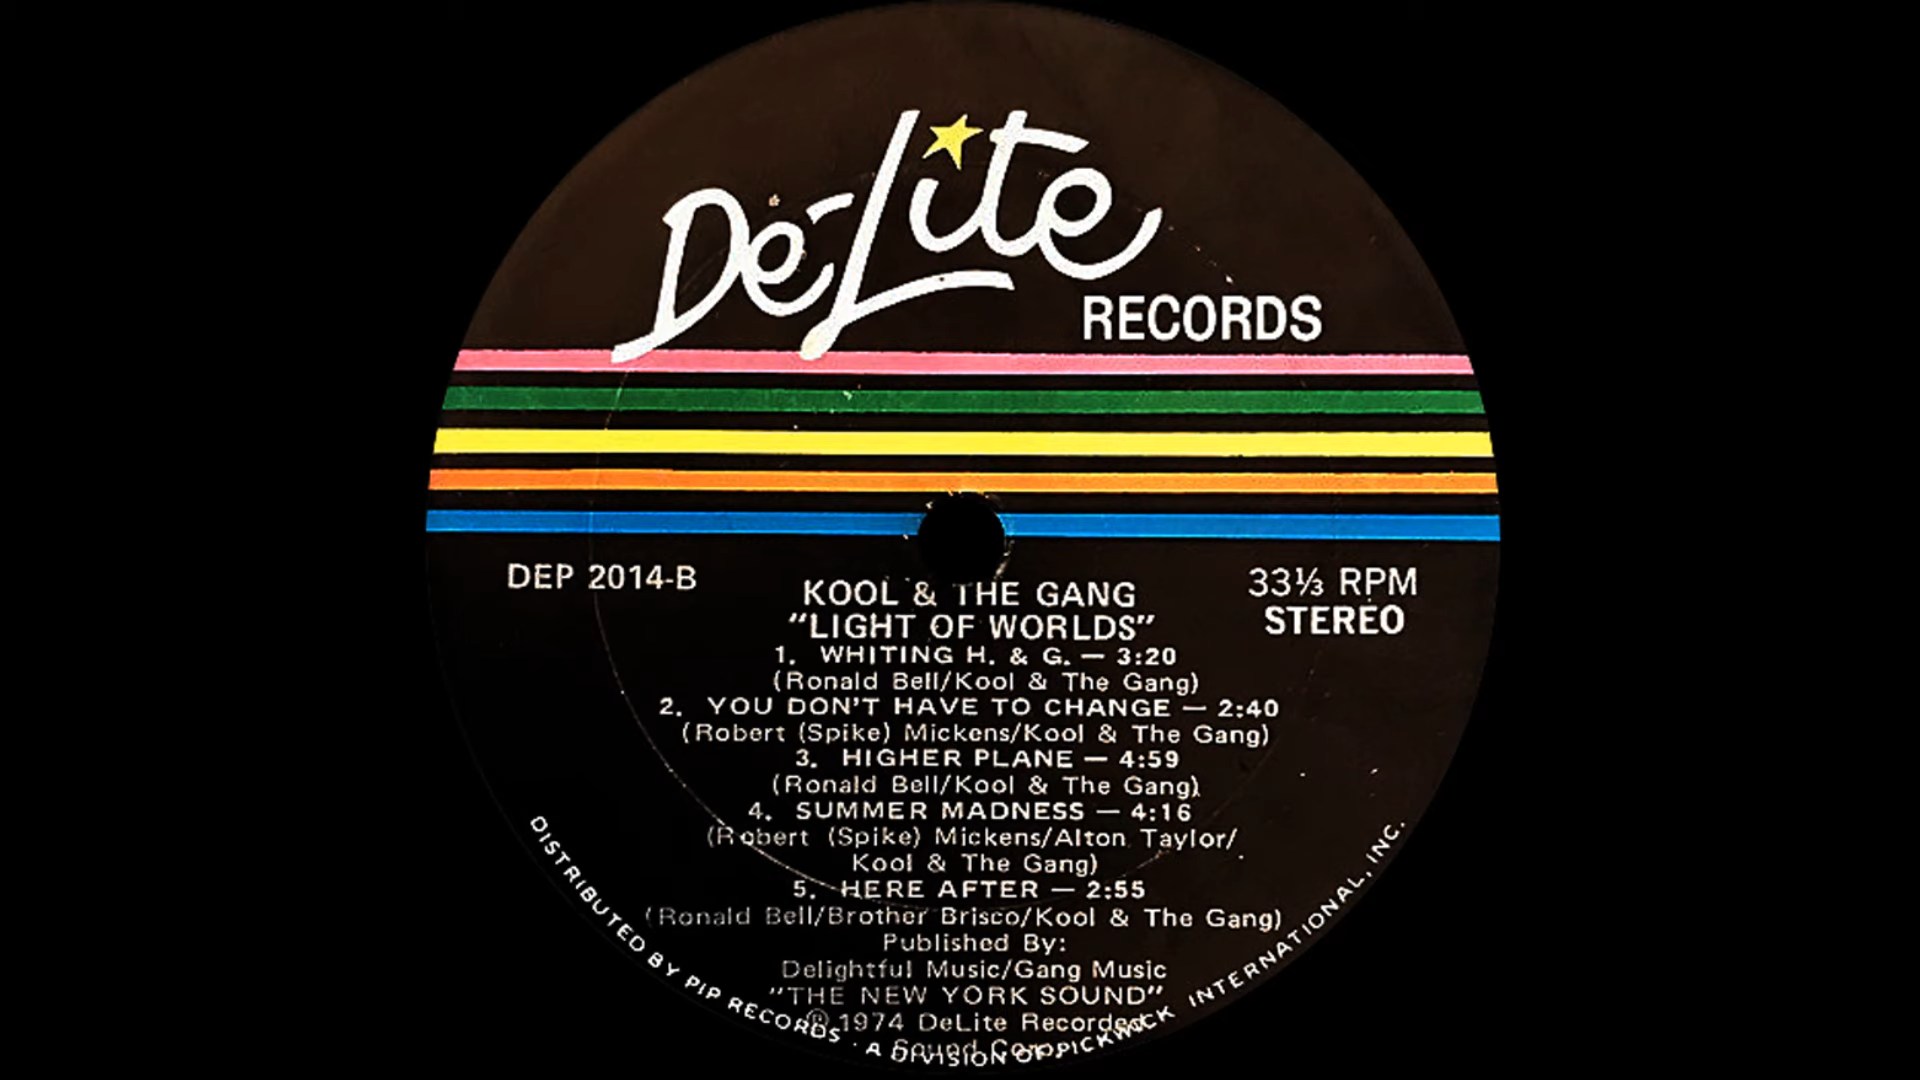 De-Lite
RECORDS
DEP 2014-B
33⅓ RPM
STEREO
KOOL & THE GANG
"LIGHT OF WORLDS"
1. WHITING H. & G. — 3:20
(Ronald Bell/Kool & The Gang)
2. YOU DON'T HAVE TO CHANGE — 2:40
(Robert (Spike) Mickens/Kool & The Gang)
3. HIGHER PLANE — 4:59
(Ronald Bell/Kool & The Gang)
4. SUMMER MADNESS — 4:16
(Robert (Spike) Mickens/Alton Taylor/
Kool & The Gang)
5. HERE AFTER — 2:55
(Ronald Bell/Brother Brisco/Kool & The Gang)
Published By:
Delightful Music/Gang Music
"THE NEW YORK SOUND"
℗ 1974 DeLite Recorded
Sound Corp.
DISTRIBUTED BY PIP RECORDS · A DIVISION OF PICKWICK INTERNATIONAL, INC.